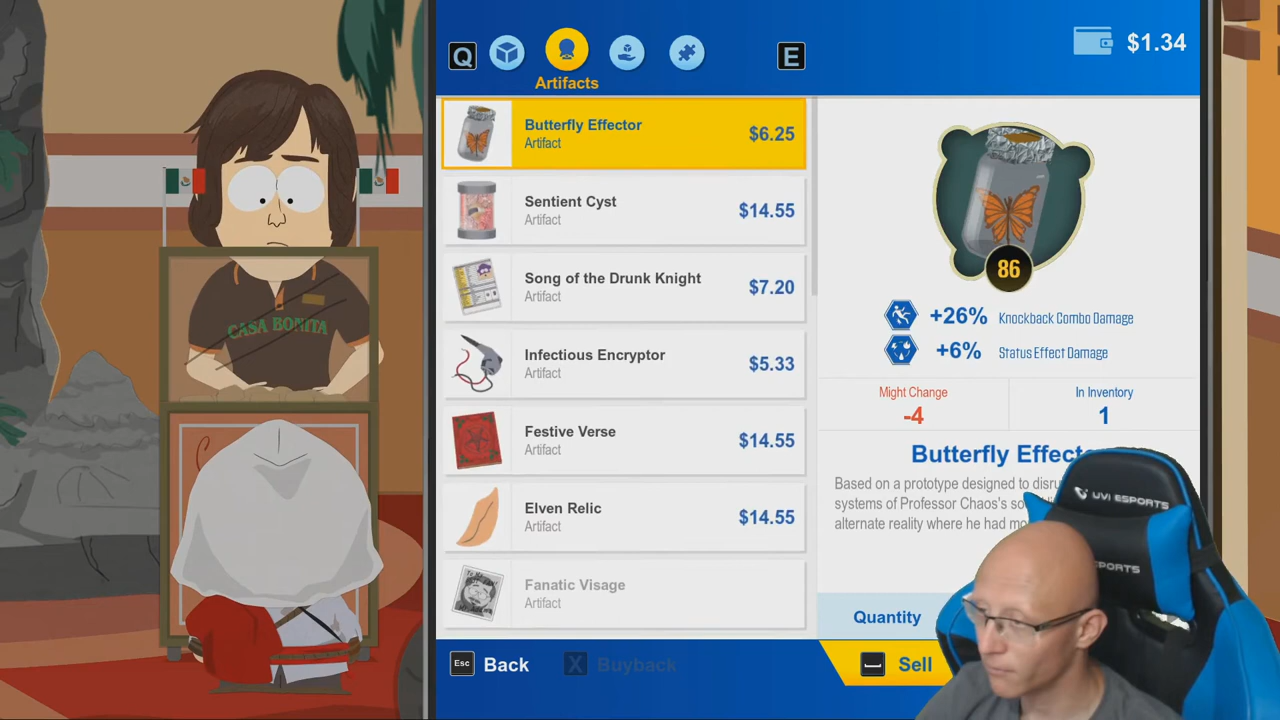 Q
E
Artifacts
$1.34
Butterfly Effector
Artifact
$6.25
Sentient Cyst
Artifact
$14.55
Song of the Drunk Knight
Artifact
$7.20
Infectious Encryptor
Artifact
$5.33
Festive Verse
Artifact
$14.55
Elven Relic
Artifact
$14.55
Fanatic Visage
Artifact
86
+26% Knockback Combo Damage
+6% Status Effect Damage
Might Change
-4
In Inventory
1
Butterfly
Based on a prototype designed to
systems of Professor Chaos's
alternate reality where he had
Quantity
Esc Back
X Buyback
Sell
CASA BONITA
UVI ESPORTS